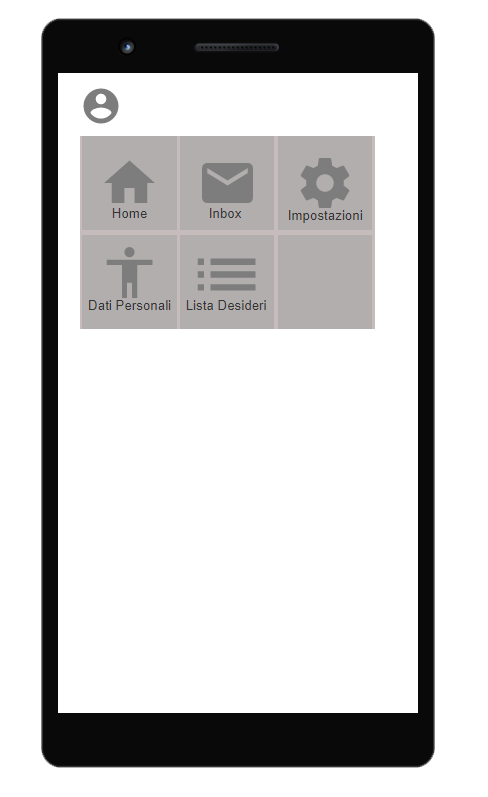 Home
Inbox
Impostazioni
Dati Personali
Lista Desideri